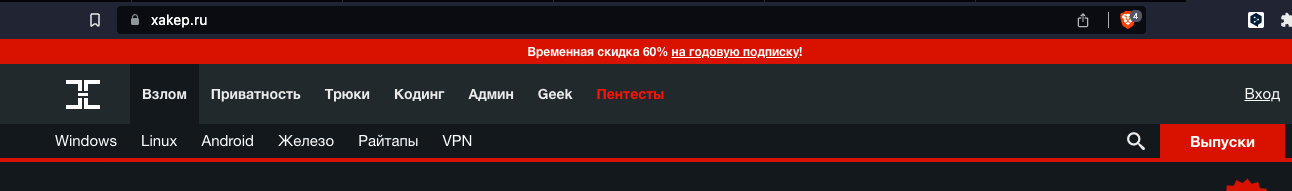 xakep.ru
4
Временная скидка 60% на годовую подписку!
Взлом Приватность Трюки Кодинг Админ Geek Пентесты Вход
Windows Linux Android Железо Райтапы VPN Выпуски